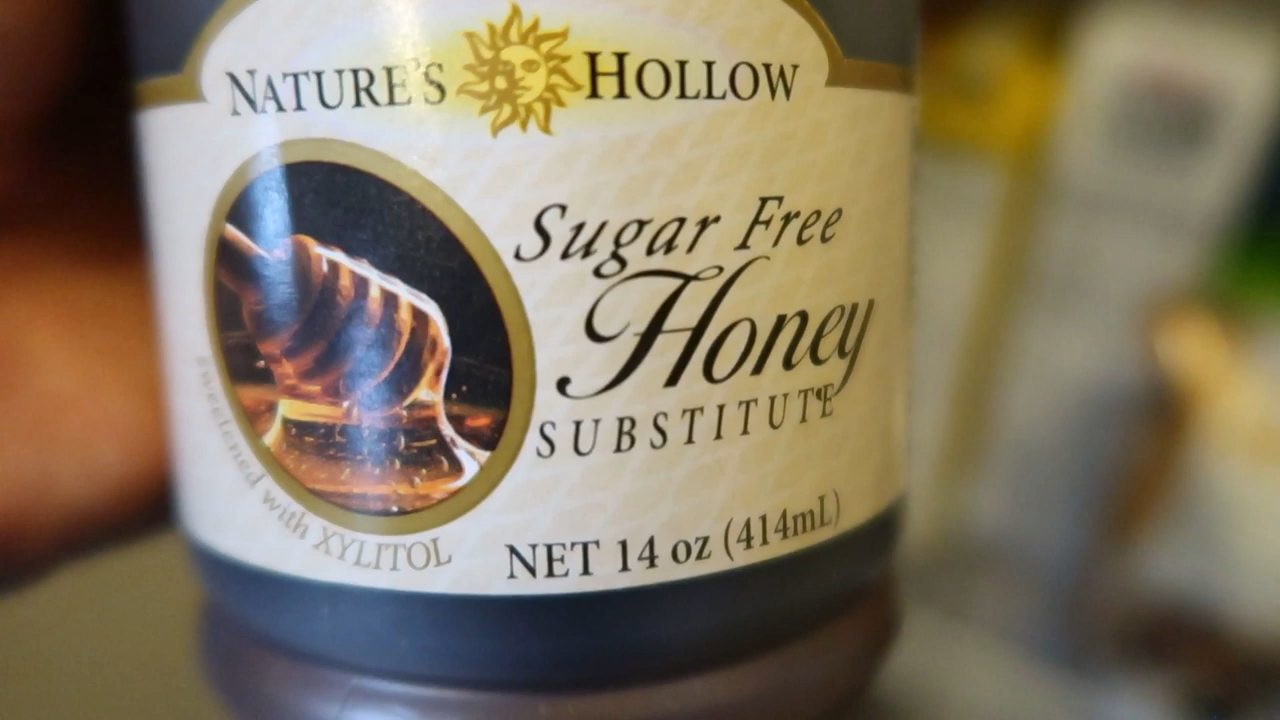 NATURE'S HOLLOW
Sugar Free
Honey
SUBSTITUTE
sweetened with XYLITOL
NET 14 oz (414mL)